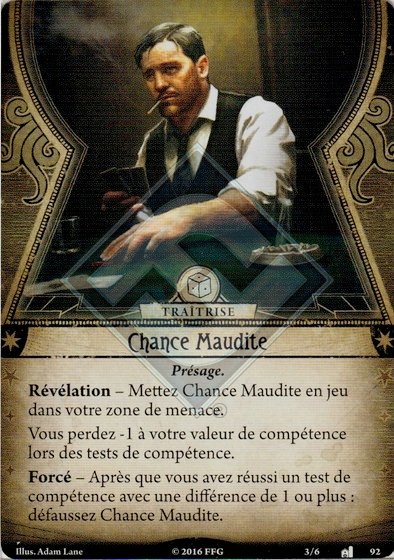 TRAÎTRISE
Chance Maudite
Présage.
Révélation – Mettez Chance Maudite en jeu
dans votre zone de menace.
Vous perdez -1 à votre valeur de compétence
lors des tests de compétence.
Forcé – Après que vous avez réussi un test de
compétence avec une différence de 1 ou plus :
défaussez Chance Maudite.
Illus. Adam Lane © 2016 FFG 3/6 92